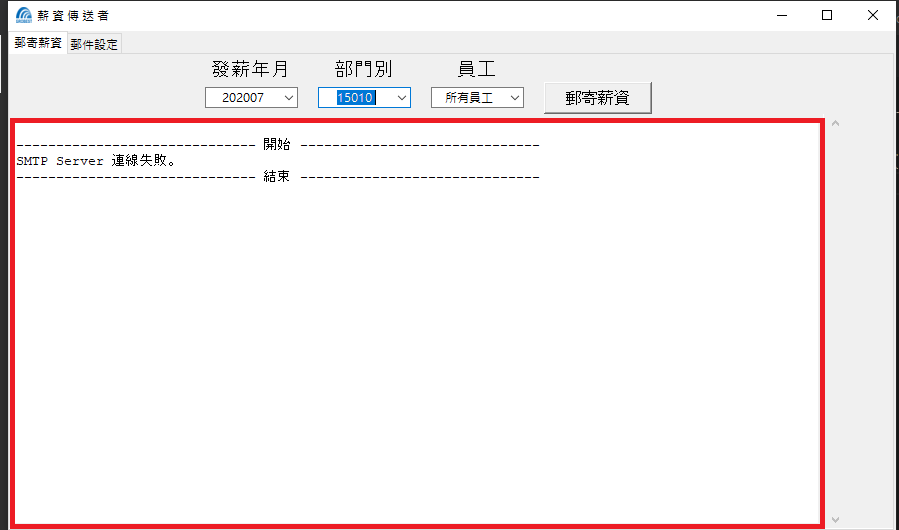 薪資傳送者
郵寄薪資 郵件設定
發薪年月 部門別 員工
202007 15010 所有員工 郵寄薪資
------------------------------ 開始 ------------------------------
SMTP Server 連線失敗。
------------------------------ 結束 ------------------------------